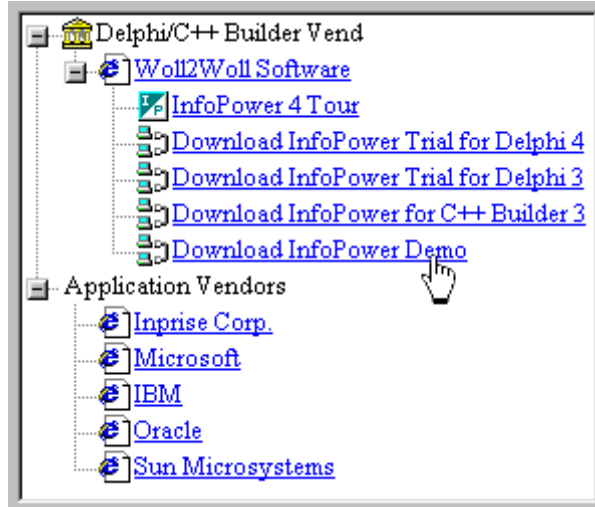 Delphi/C++ Builder Vend
Woll2Woll Software
InfoPower 4 Tour
Download InfoPower Trial for Delphi 4
Download InfoPower Trial for Delphi 3
Download InfoPower for C++ Builder 3
Download InfoPower Demo
Application Vendors
Inprise Corp.
Microsoft
IBM
Oracle
Sun Microsystems